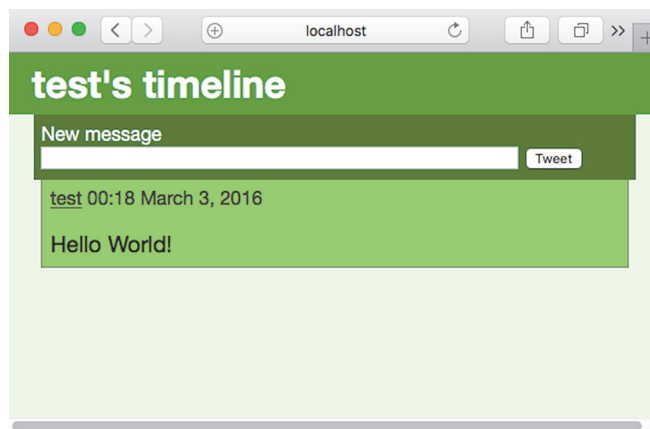 localhost
test's timeline
New message
Tweet
test 00:18 March 3, 2016
Hello World!